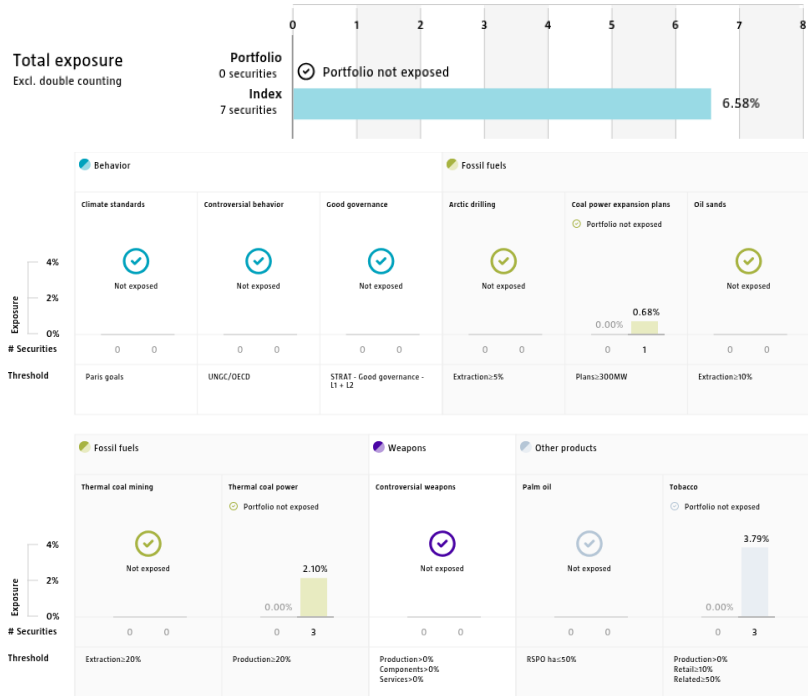 0 1 2 3 4 5 6 7 8
Total exposure
Excl. double counting
Portfolio
0 securities
Portfolio not exposed
Index
7 securities
6.58%
Behavior
Fossil fuels
Climate standards
Controversial behavior
Good governance
Arctic drilling
Coal power expansion plans
Oil sands
Portfolio not exposed
Not exposed
Not exposed
Not exposed
Not exposed
Not exposed
Exposure
4%
2%
0%
0.00%
0.68%
# Securities
0 0
0 0
0 0
0 0
0 1
0 0
Threshold
Paris goals
UNGC/OECD
STRAT - Good governance -
L1 + L2
Extraction≥5%
Plans≥300MW
Extraction≥10%
Fossil fuels
Weapons
Other products
Thermal coal mining
Thermal coal power
Controversial weapons
Palm oil
Tobacco
Portfolio not exposed
Portfolio not exposed
Not exposed
Not exposed
Not exposed
Exposure
4%
2%
0%
0.00%
2.10%
0.00%
3.79%
# Securities
0 0
0 3
0 0
0 0
0 3
Threshold
Extraction≥20%
Production≥20%
Production>0%
Components>0%
Services>0%
RSPO ha≤50%
Production>0%
Retail≥10%
Related≥50%